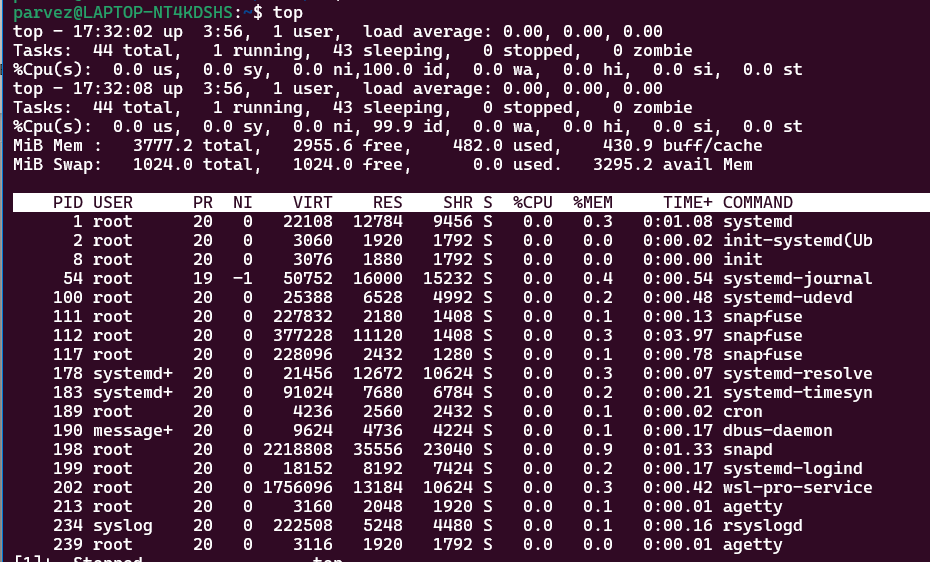 parvez@LAPTOP-NT4KDSHS:~$ top
top - 17:32:02 up  3:56,  1 user,  load average: 0.00, 0.00, 0.00
Tasks:  44 total,   1 running,  43 sleeping,   0 stopped,   0 zombie
%Cpu(s):  0.0 us,  0.0 sy,  0.0 ni,100.0 id,  0.0 wa,  0.0 hi,  0.0 si,  0.0 st
top - 17:32:08 up  3:56,  1 user,  load average: 0.00, 0.00, 0.00
Tasks:  44 total,   1 running,  43 sleeping,   0 stopped,   0 zombie
%Cpu(s):  0.0 us,  0.0 sy,  0.0 ni, 99.9 id,  0.0 wa,  0.0 hi,  0.0 si,  0.0 st
MiB Mem :   3777.2 total,   2955.6 free,    482.0 used,    430.9 buff/cache
MiB Swap:   1024.0 total,   1024.0 free,      0.0 used.   3295.2 avail Mem
PID USER      PR  NI    VIRT    RES    SHR S  %CPU  %MEM     TIME+ COMMAND
1 root      20   0   22108  12784   9456 S   0.0   0.3   0:01.08 systemd
2 root      20   0    3060   1920   1792 S   0.0   0.0   0:00.02 init-systemd(Ub
8 root      20   0    3076   1880   1792 S   0.0   0.0   0:00.00 init
54 root      19  -1   50752  16000  15232 S   0.0   0.4   0:00.54 systemd-journal
100 root      20   0   25388   6528   4992 S   0.0   0.2   0:00.48 systemd-udevd
111 root      20   0  227832   2180   1408 S   0.0   0.1   0:00.13 snapfuse
112 root      20   0  377228  11120   1408 S   0.0   0.3   0:03.97 snapfuse
117 root      20   0  228096   2432   1280 S   0.0   0.1   0:00.78 snapfuse
178 systemd+  20   0   21456  12672  10624 S   0.0   0.3   0:00.07 systemd-resolve
183 systemd+  20   0   91024   7680   6784 S   0.0   0.2   0:00.21 systemd-timesyn
189 root      20   0    4236   2560   2432 S   0.0   0.1   0:00.02 cron
190 message+  20   0    9624   4736   4224 S   0.0   0.1   0:00.17 dbus-daemon
198 root      20   0 2218808  35556  23040 S   0.0   0.9   0:01.33 snapd
199 root      20   0   18152   8192   7424 S   0.0   0.2   0:00.17 systemd-logind
202 root      20   0 1756096  13184  10624 S   0.0   0.3   0:00.42 wsl-pro-service
213 root      20   0    3160   2048   1920 S   0.0   0.1   0:00.01 agetty
234 syslog    20   0  222508   5248   4480 S   0.0   0.1   0:00.16 rsyslogd
239 root      20   0    3116   1920   1792 S   0.0   0.0   0:00.01 agetty
[1]+  Stopped                 top